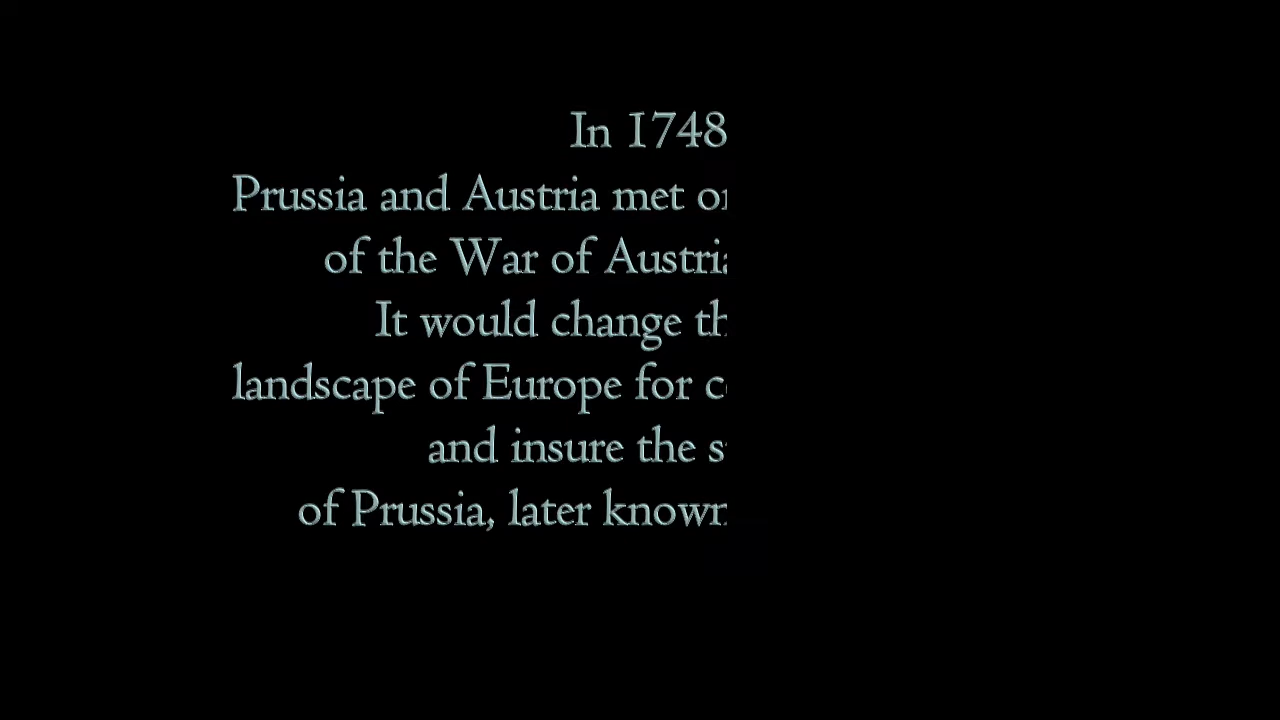 In 1748
Prussia and Austria met
of the War of
It would change
landscape of Europe for
and insure the
of Prussia, later